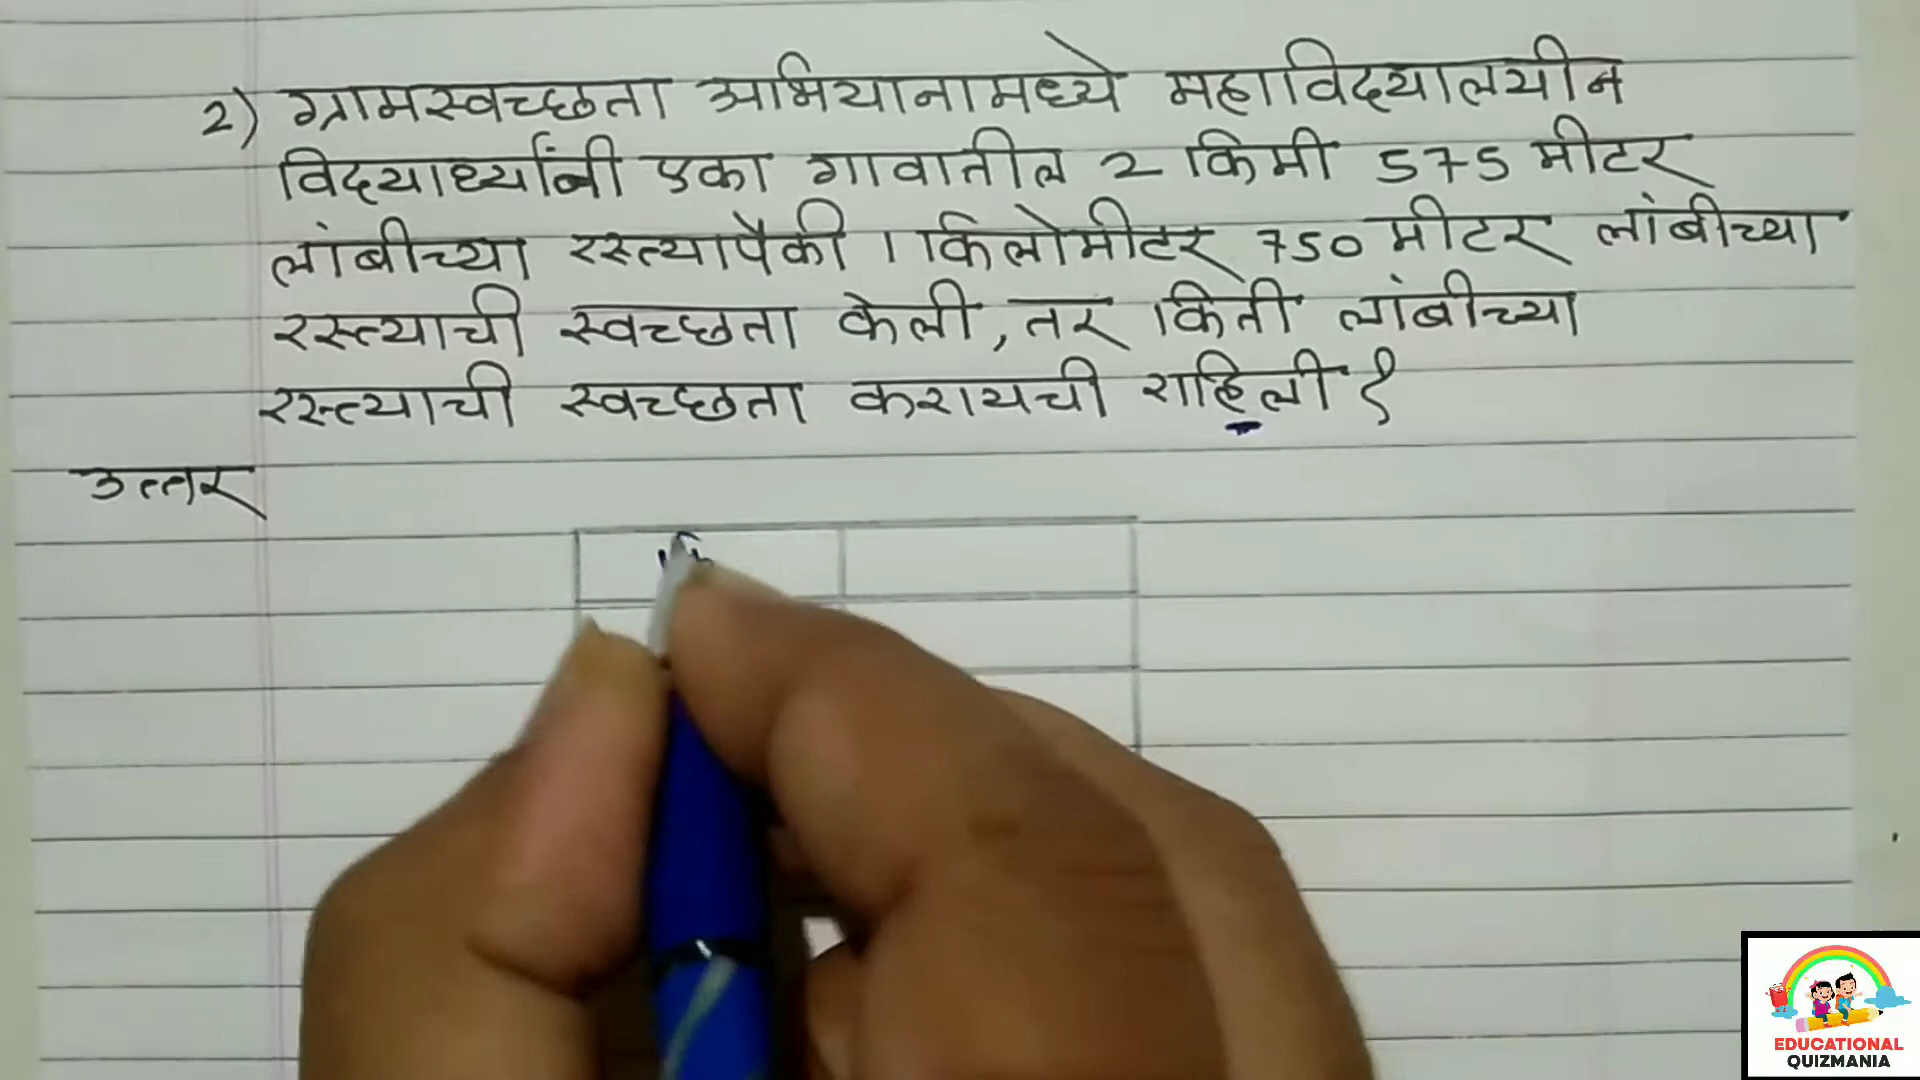 2) ग्रामस्वच्छता अभियानामध्ये महाविद्यालयीन
विद्यार्थ्यांनी एका गावातील 2 किमी 575 मीटर
लांबीच्या रस्त्यापैकी 1 किलोमीटर 750 मीटर लांबीच्या
रस्त्याची स्वच्छता केली, तर किती लांबीच्या
रस्त्याची स्वच्छता करायची राहिली?
उत्तर
EDUCATIONAL
QUIZMANIA